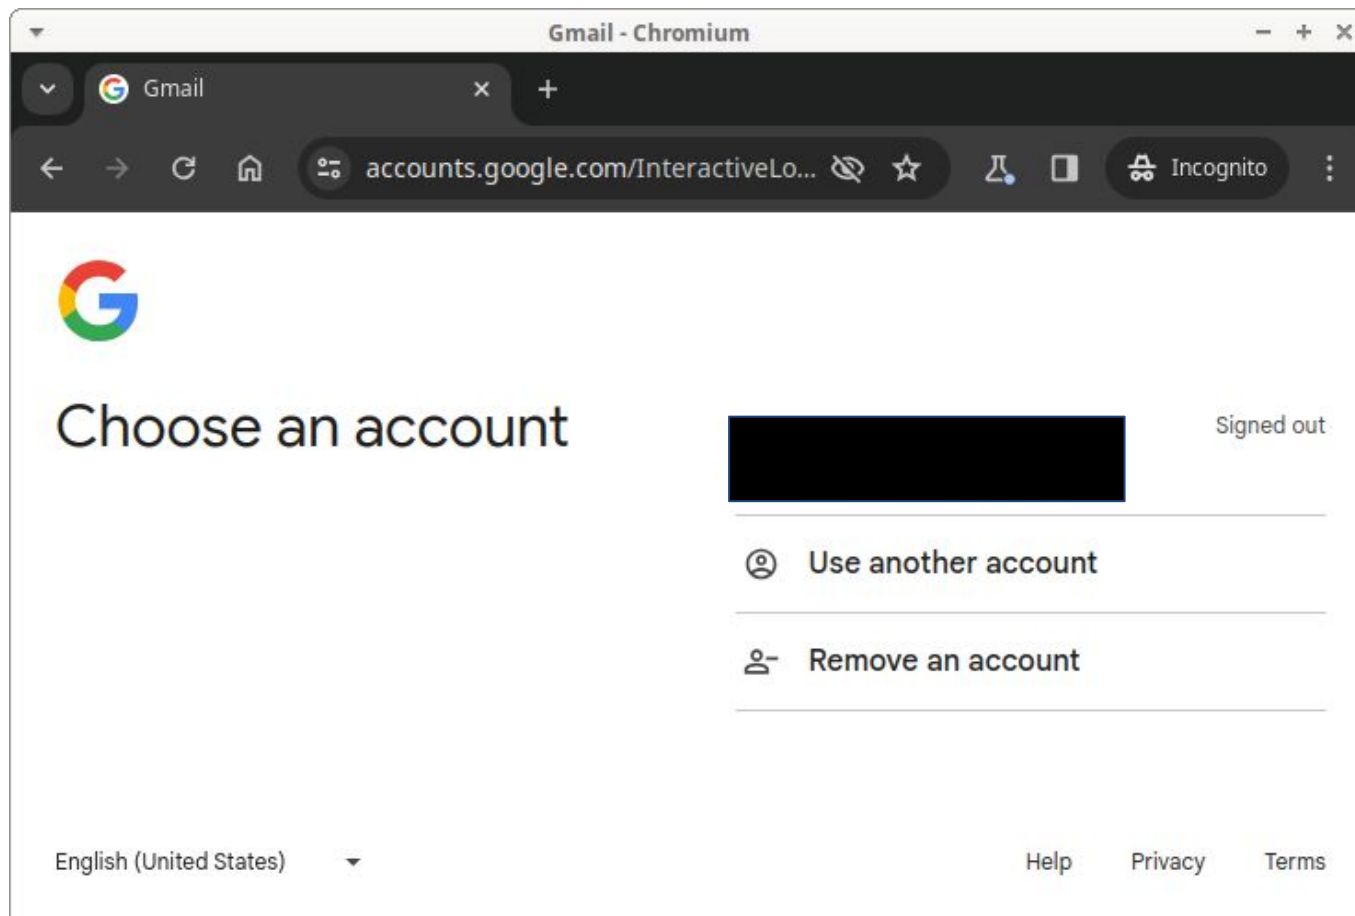 Gmail - Chromium
Gmail
accounts.google.com/InteractiveLo...
Incognito
Choose an account
Signed out
Use another account
Remove an account
English (United States)
Help Privacy Terms